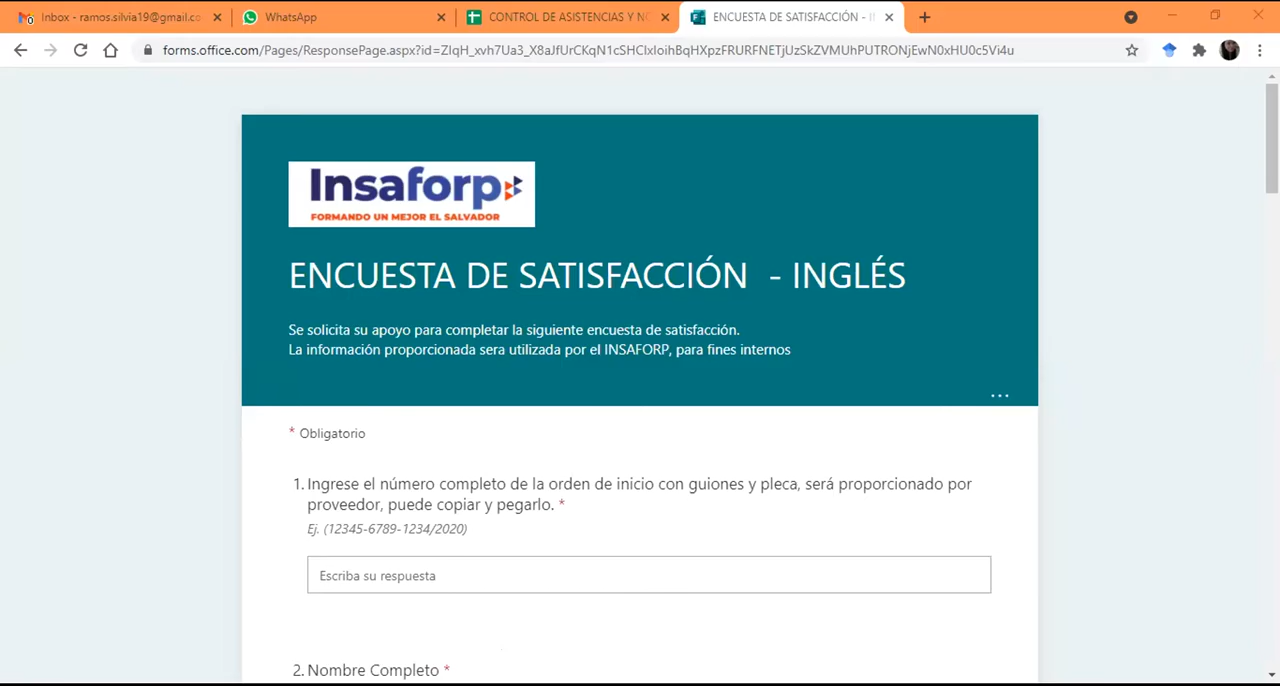 Inbox - ramos.silvia19@gmail.co
WhatsApp
CONTROL DE ASISTENCIAS Y NO
ENCUESTA DE SATISFACCIÓN - I
forms.office.com/Pages/ResponsePage.aspx?id=ZIqH_xvh7Ua3_X8aJfUrCKqN1cSHCIxIoihBqHXpzFRURFNETjUzSkZVMUhPUTRONjEwN0xHU0c5Vi4u
Insaforp
FORMANDO UN MEJOR EL SALVADOR
ENCUESTA DE SATISFACCIÓN - INGLÉS
Se solicita su apoyo para completar la siguiente encuesta de satisfacción.
La información proporcionada sera utilizada por el INSAFORP, para fines internos
...
* Obligatorio
1. Ingrese el número completo de la orden de inicio con guiones y pleca, será proporcionado por
proveedor, puede copiar y pegarlo. *
Ej. (12345-6789-1234/2020)
Escriba su respuesta
2. Nombre Completo *